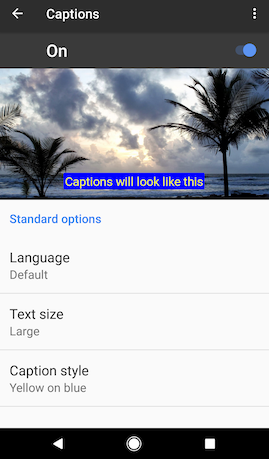 Captions
On
Captions will look like this
Standard options
Language
Default
Text size
Large
Caption style
Yellow on blue